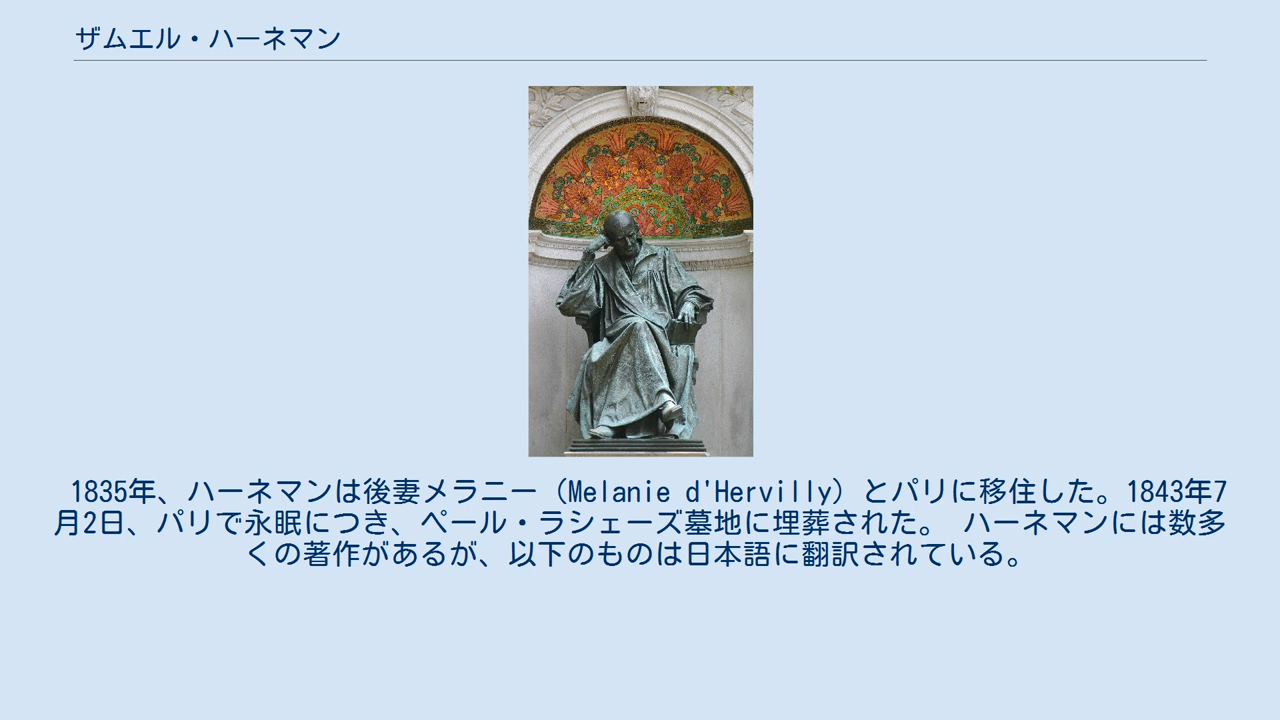 ザムエル・ハーネマン
1835年、ハーネマンは後妻メラニー（Melanie d'Hervilly）とパリに移住した。1843年7
月2日、パリで永眠につき、ペール・ラシェーズ墓地に埋葬された。 ハーネマンには数多
くの著作があるが、以下のものは日本語に翻訳されている。